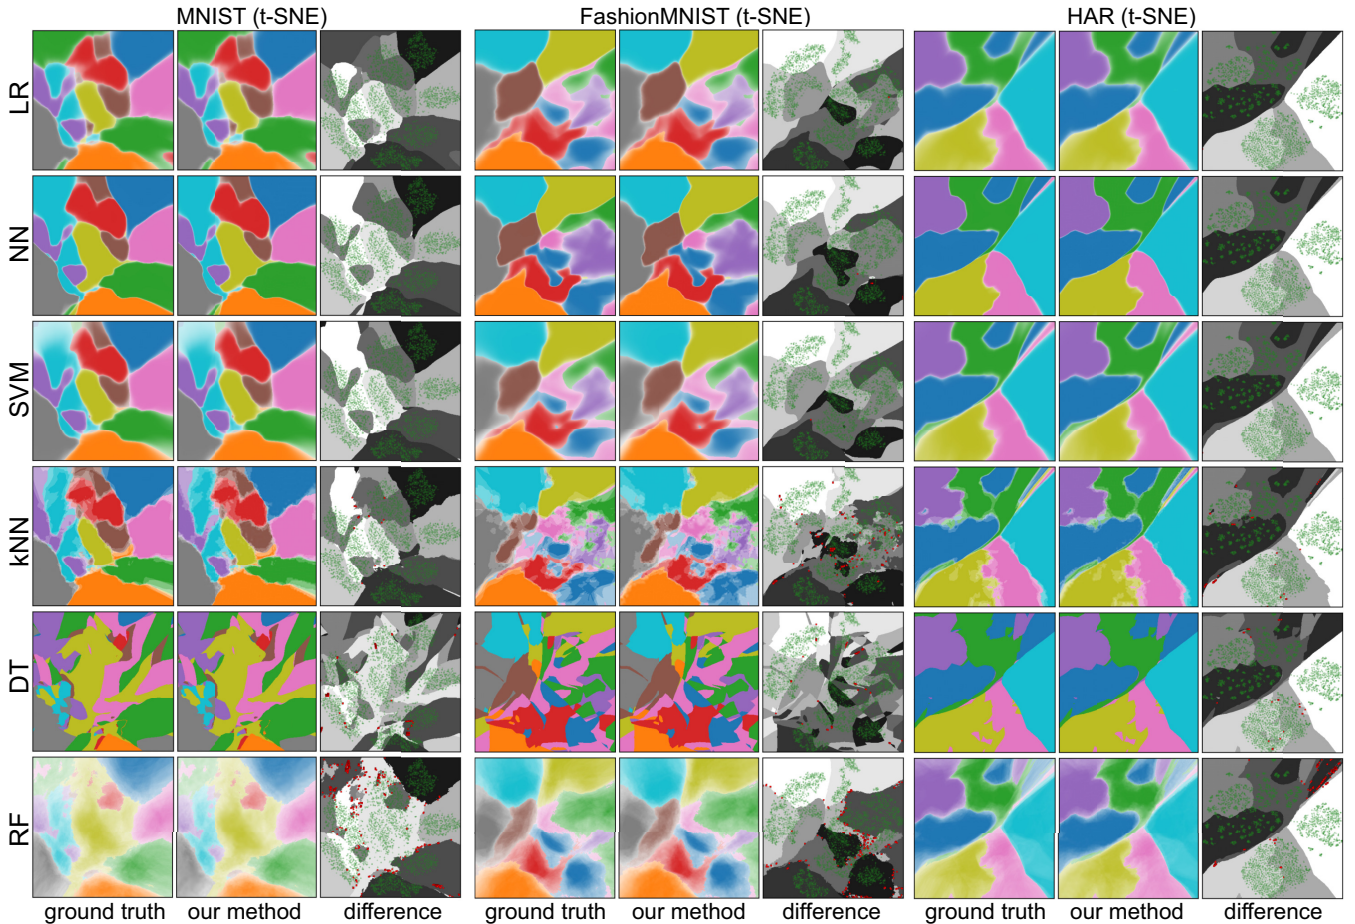 MNIST (t-SNE) FashionMNIST (t-SNE) HAR (t-SNE)
LR
NN
SVM
kNN
DT
RF
ground truth our method difference ground truth our method difference ground truth our method difference